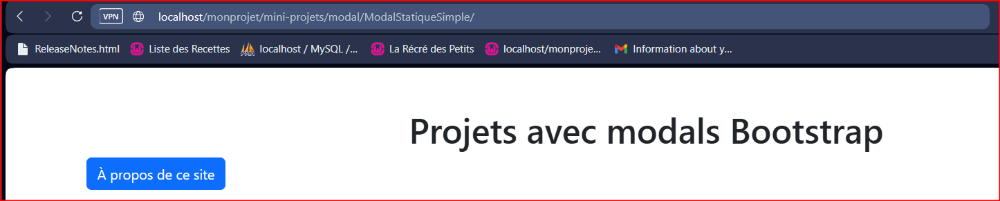 VPN localhost/monprojet/mini-projets/modal/ModalStatiqueSimple/
ReleaseNotes.html Liste des Recettes localhost / MySQL /... La Récré des Petits localhost/monproje... Information about y...
Projets avec modals Bootstrap
À propos de ce site